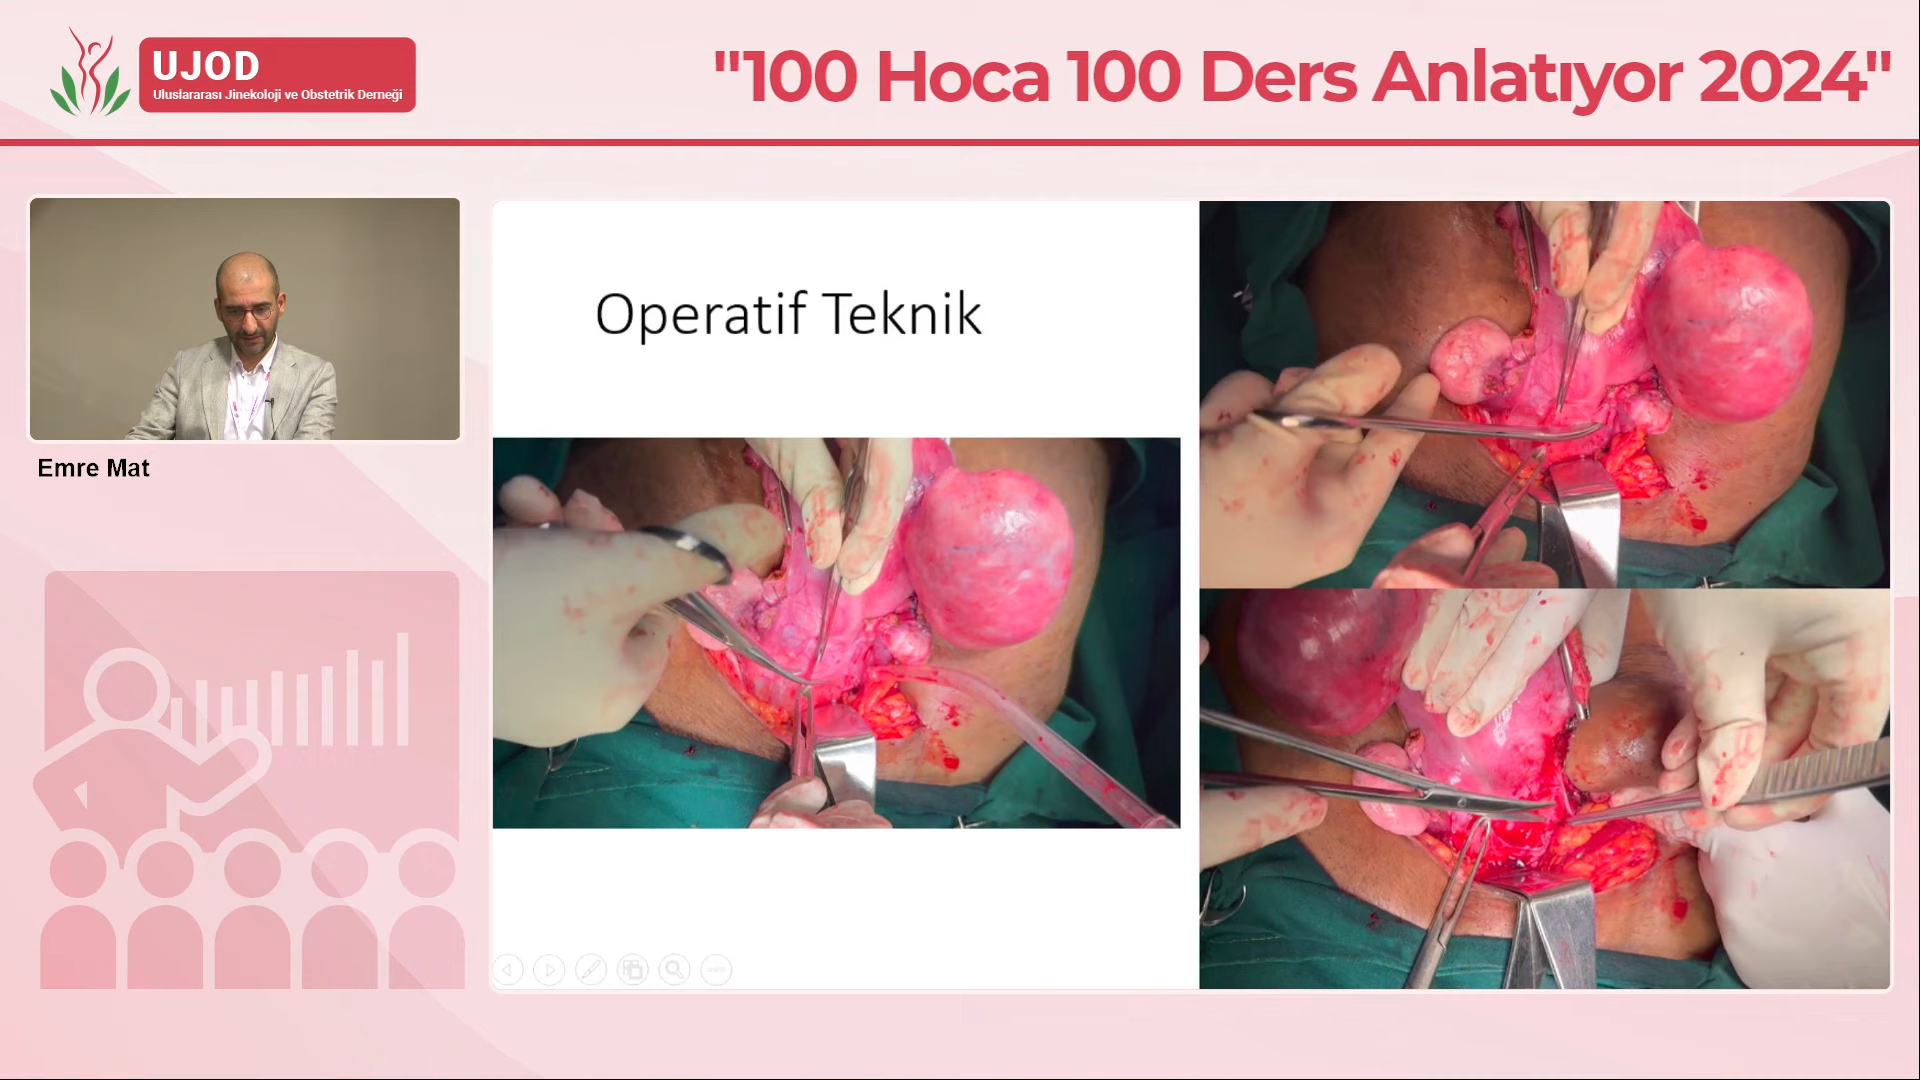 UJOD
Uluslararası Jinekoloji ve Obstetrik Derneği
"100 Hoca 100 Ders Anlatıyor 2024"
Emre Mat
Operatif Teknik